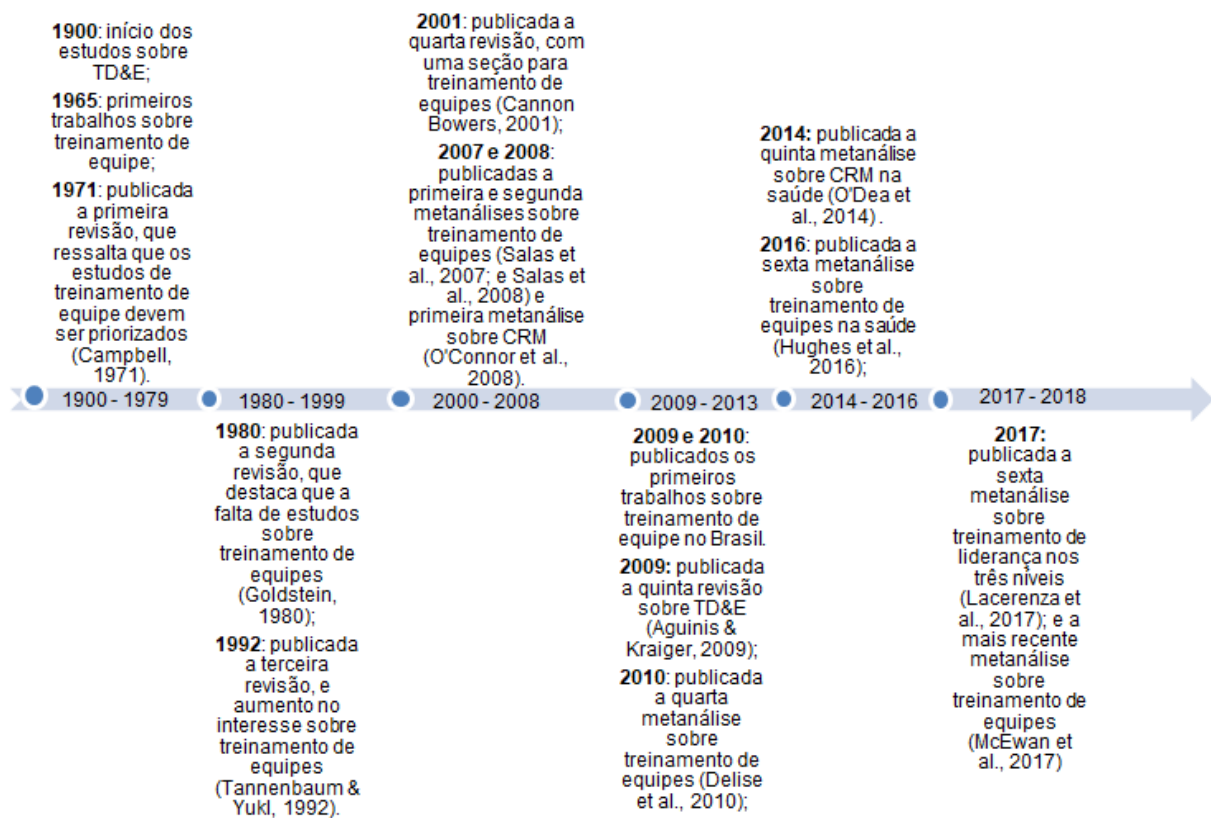 1900: início dos
estudos sobre
TD&E;
1965: primeiros
trabalhos sobre
treinamento de
equipe;
1971: publicada
a primeira
revisão, que
ressalta que os
estudos de
treinamento de
equipe devem
ser priorizados
(Campbell,
1971).
2001: publicada a
quarta revisão, com
uma seção para
treinamento de
equipes (Cannon
Bowers, 2001);
2007 e 2008:
publicadas a
primeira e segunda
metanálises sobre
treinamento de
equipes (Salas et
al., 2007; e Salas et
al., 2008) e
primeira metanálise
sobre CRM
(O'Connor et al.,
2008).
2014: publicada a
quinta metanálise
sobre CRM na
saúde (O'Dea et
al., 2014).
2016: publicada a
sexta metanálise
sobre
treinamento de
equipes na saúde
(Hughes et al.,
2016);
1900 - 1979
1980 - 1999
2000 - 2008
2009 - 2013
2014 - 2016
2017 - 2018
1980: publicada
a segunda
revisão, que
destaca que a
falta de estudos
sobre
treinamento de
equipes
(Goldstein,
1980);
1992: publicada
a terceira
revisão, e
aumento no
interesse sobre
treinamento de
equipes
(Tannenbaum &
Yukl, 1992).
2009 e 2010:
publicados os
primeiros
trabalhos sobre
treinamento de
equipe no Brasil.
2009: publicada
a quinta revisão
sobre TD&E
(Aguinis &
Kraiger, 2009);
2010: publicada
a quarta
metanálise
sobre
treinamento de
equipes (Delise
et al., 2010);
2017:
publicada a
sexta
metanálise
sobre
treinamento de
liderança nos
três níveis
(Lacerenza et
al., 2017); e a
mais recente
metanálise
sobre
treinamento de
equipes
(McEwan et
al., 2017)